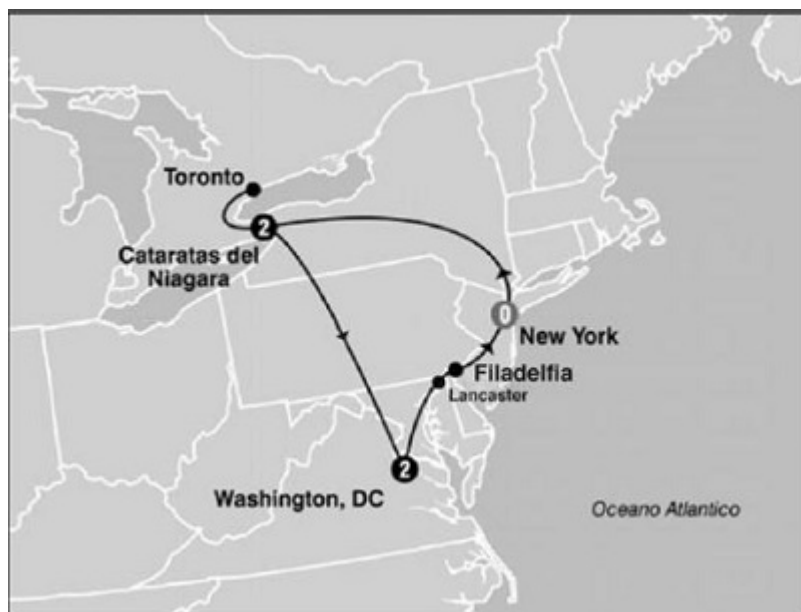 Toronto
2
Cataratas del
Niagara
0
New York
Filadelfia
Lancaster
2
Washington, DC
Oceano Atlantico